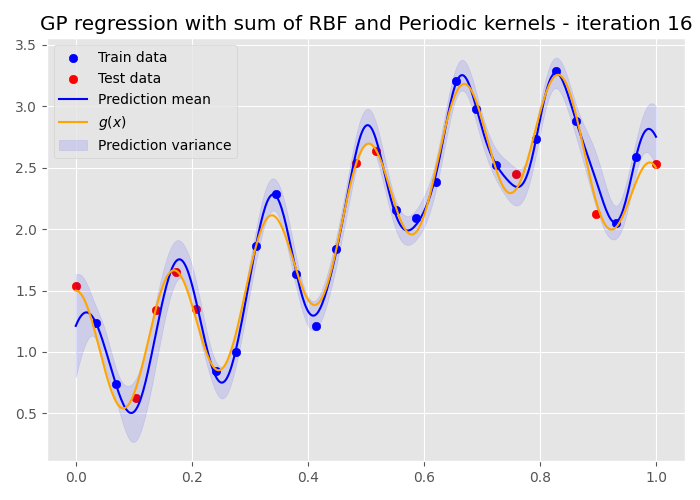 GP regression with sum of RBF and Periodic kernels - iteration 16
3.5
3.0
2.5
2.0
1.5
1.0
0.5
Train data
Test data
Prediction mean
g(x)
Prediction variance
0.0 0.2 0.4 0.6 0.8 1.0